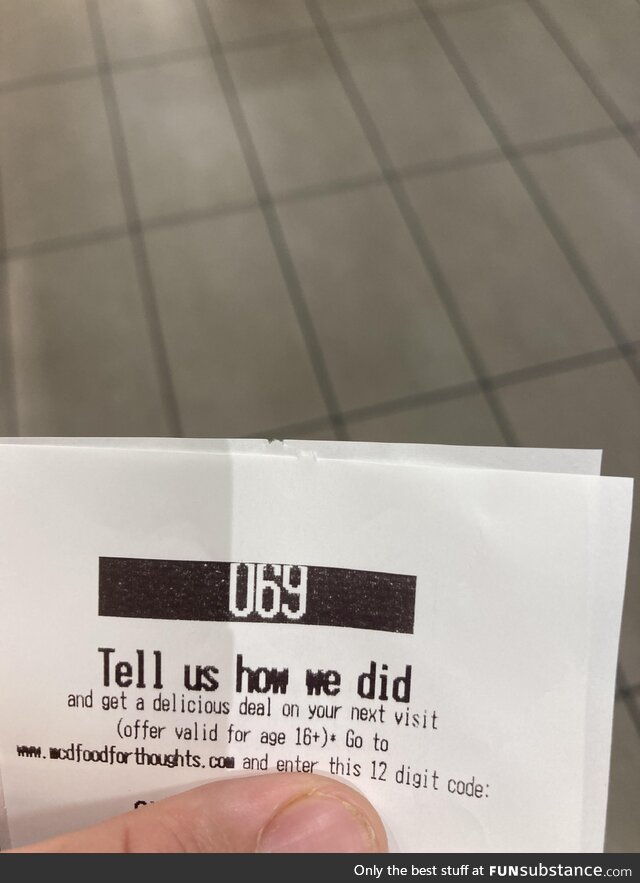 069
Tell us how we did
and get a delicious deal on your next visit
(offer valid for age 16+)* Go to
www.mcdfoodforthoughts.com and enter this 12 digit code:
Only the best stuff at FUNsubstance.com